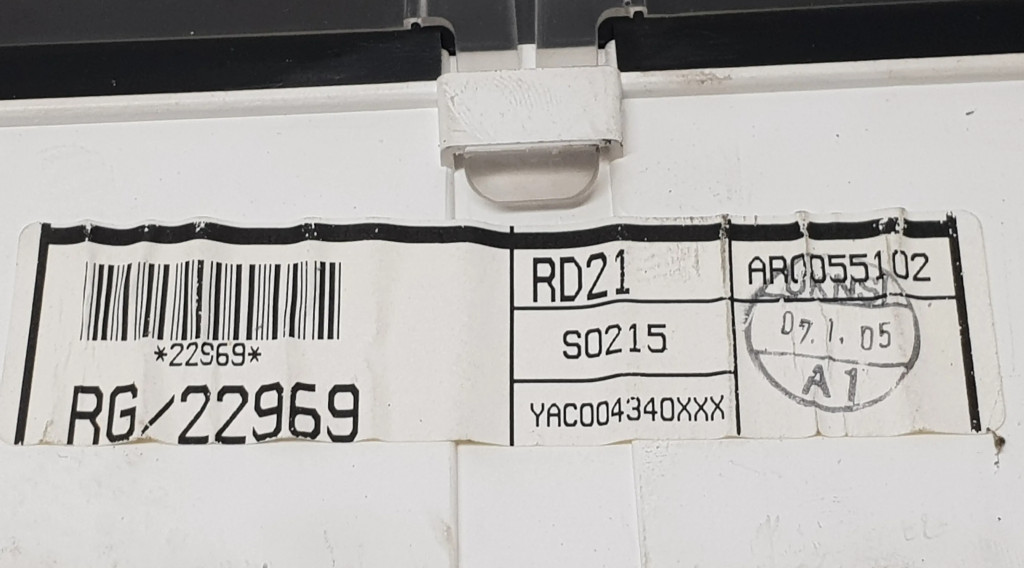 *22969*
RG/22969
RD21
S0215
YAC004340XXX
AR0055102
07.1.05
A1